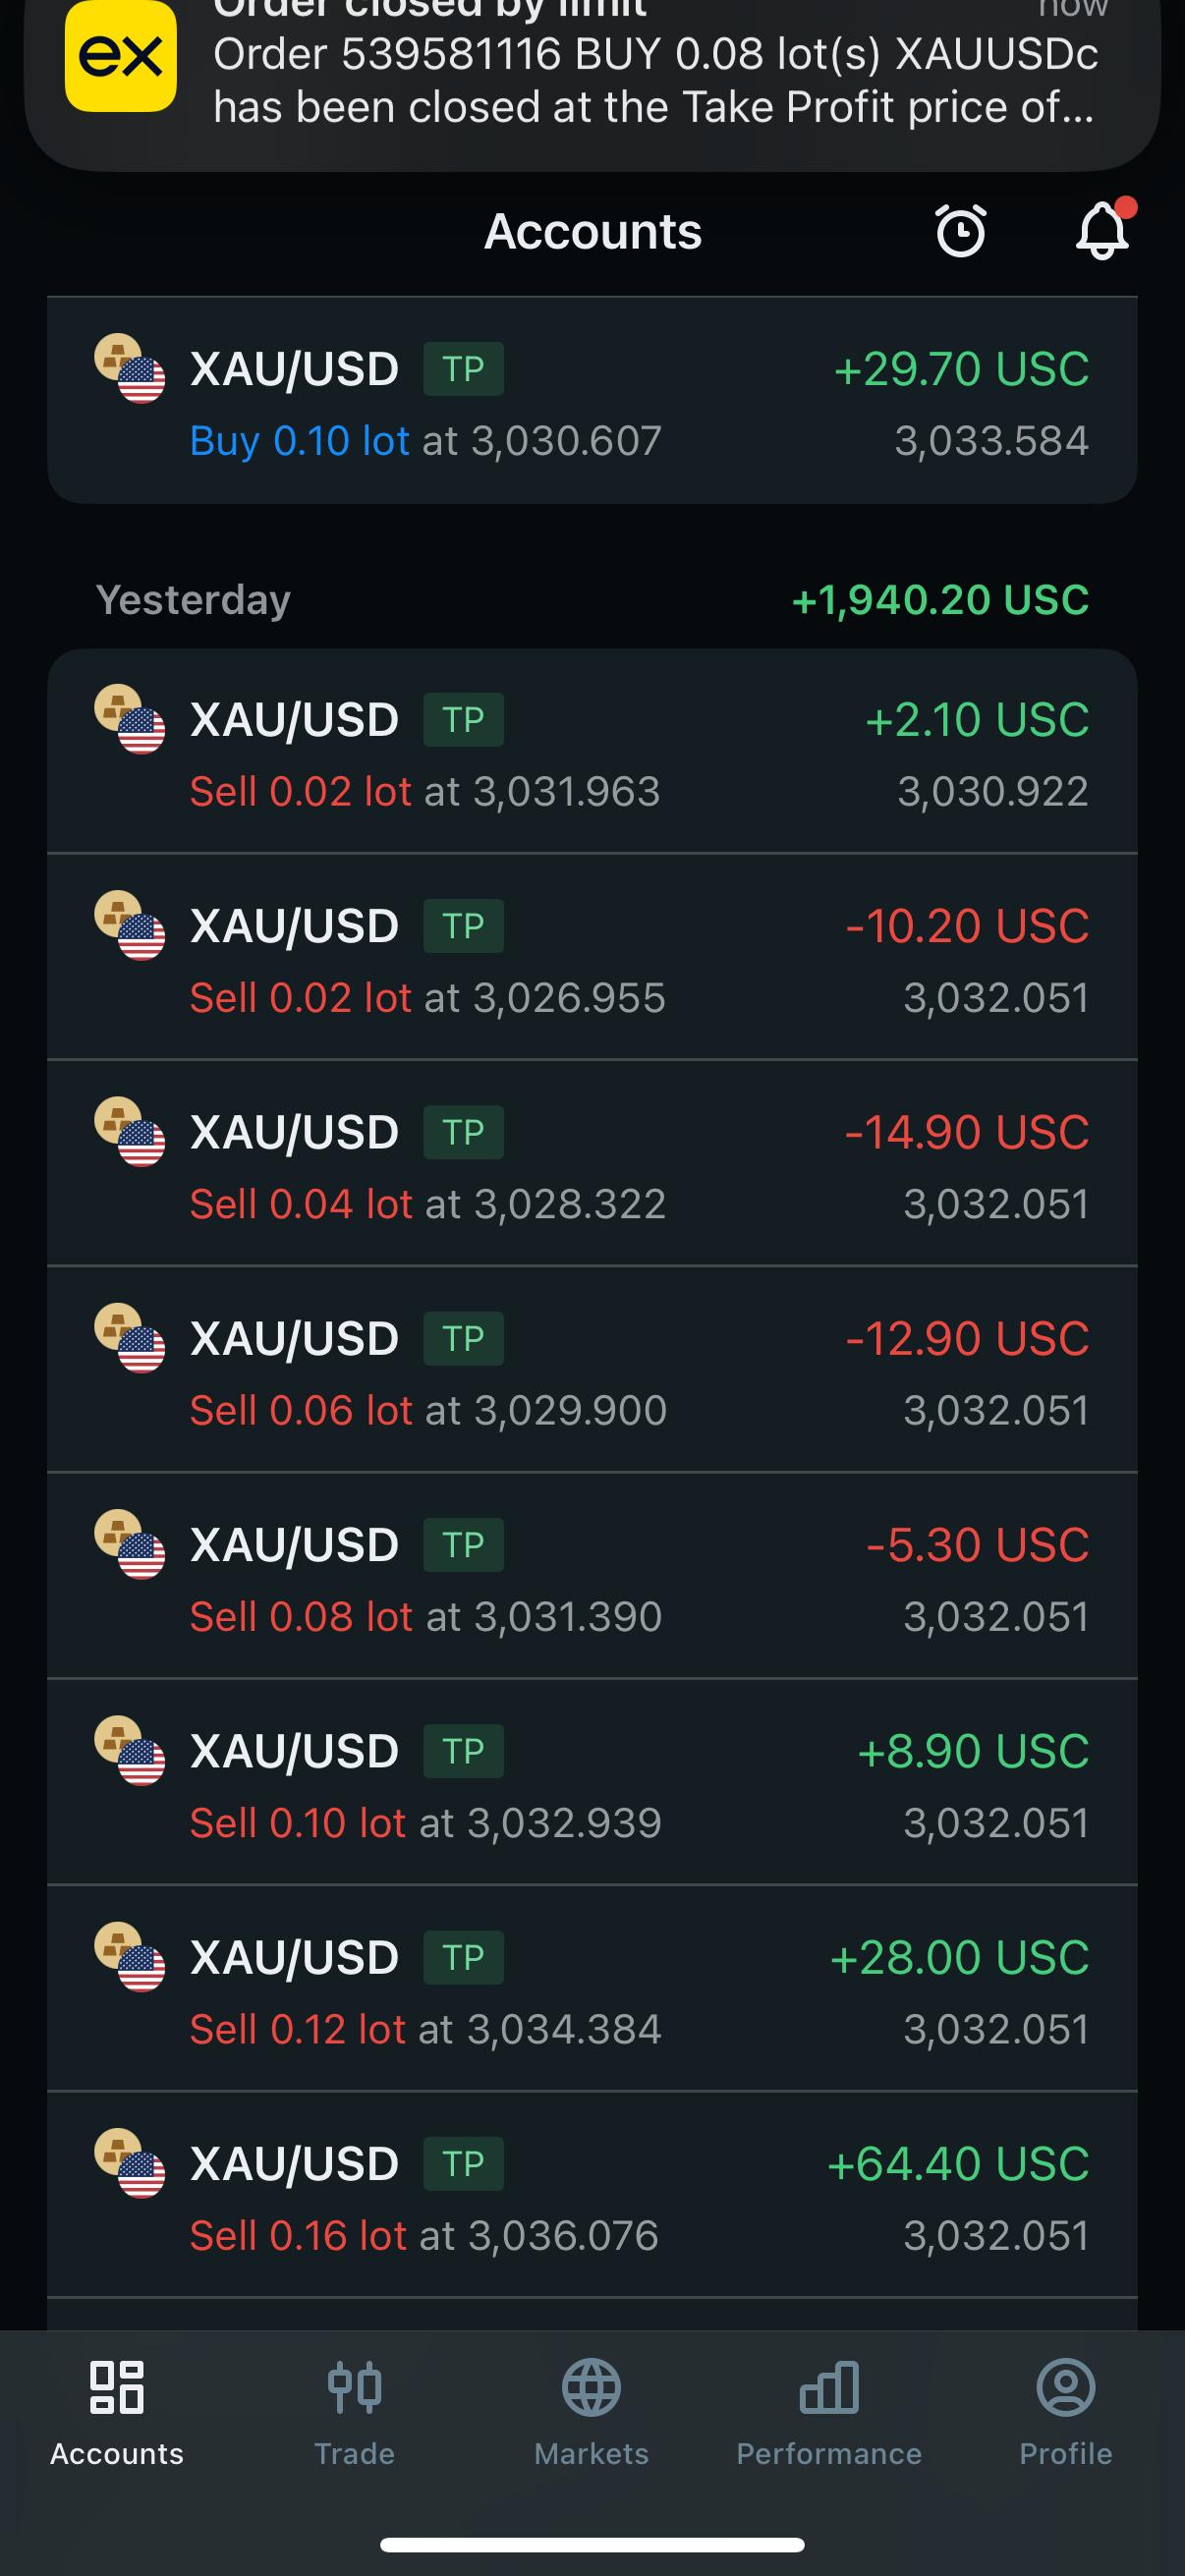 Order closed by limit
now
ex
Order 539581116 BUY 0.08 lot(s) XAUUSDc
has been closed at the Take Profit price of...
Accounts
XAU/USD TP +29.70 USC
Buy 0.10 lot at 3,030.607 3,033.584
Yesterday +1,940.20 USC
XAU/USD TP +2.10 USC
Sell 0.02 lot at 3,031.963 3,030.922
XAU/USD TP -10.20 USC
Sell 0.02 lot at 3,026.955 3,032.051
XAU/USD TP -14.90 USC
Sell 0.04 lot at 3,028.322 3,032.051
XAU/USD TP -12.90 USC
Sell 0.06 lot at 3,029.900 3,032.051
XAU/USD TP -5.30 USC
Sell 0.08 lot at 3,031.390 3,032.051
XAU/USD TP +8.90 USC
Sell 0.10 lot at 3,032.939 3,032.051
XAU/USD TP +28.00 USC
Sell 0.12 lot at 3,034.384 3,032.051
XAU/USD TP +64.40 USC
Sell 0.16 lot at 3,036.076 3,032.051
Accounts Trade Markets Performance Profile